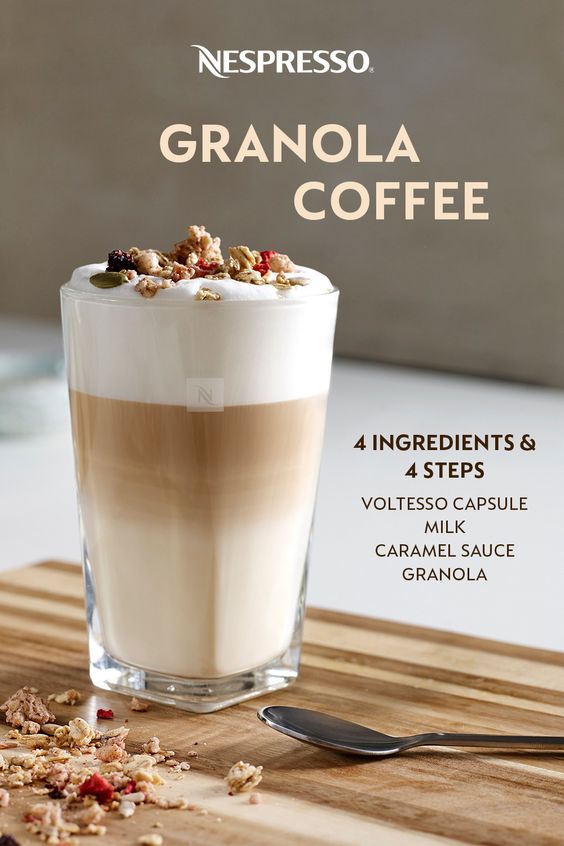 NESPRESSO
GRANOLA
COFFEE
4 INGREDIENTS &
4 STEPS
VOLTESSO CAPSULE
MILK
CARAMEL SAUCE
GRANOLA